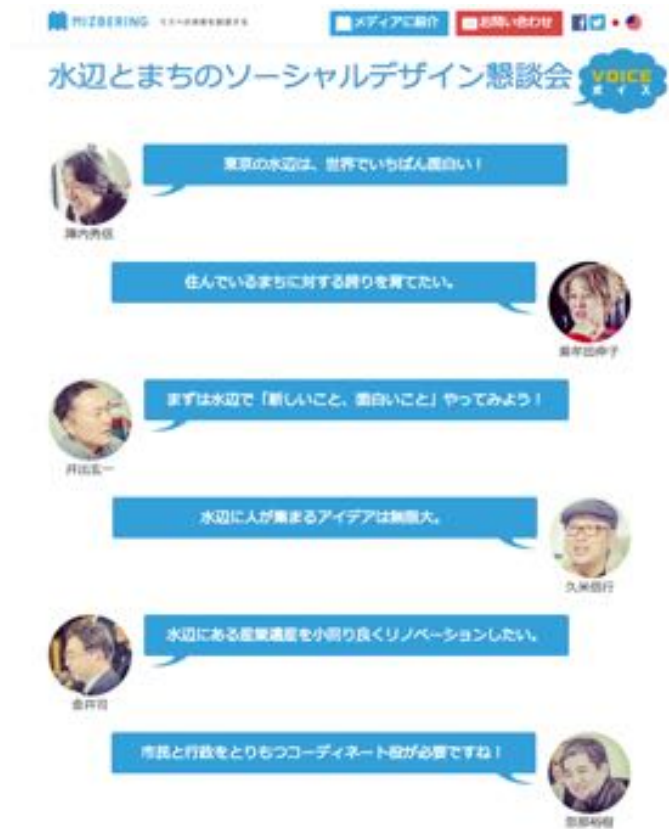 MIZBERING
メディアに紹介
お問い合わせ
水辺とまちのソーシャルデザイン懇談会
VOICE
ボイス
東京の水辺は、世界でいちばん面白い！
陣内秀信
住んでいるまちに対する誇りを育てたい。
まずは水辺で「新しいこと、面白いこと」やってみよう！
水辺に人が集まるアイデアは無限大。
久米信行
水辺にある産業遺産を小回り良くリノベーションしたい。
金井司
市民と行政をとりもつコーディネート役が必要ですね！